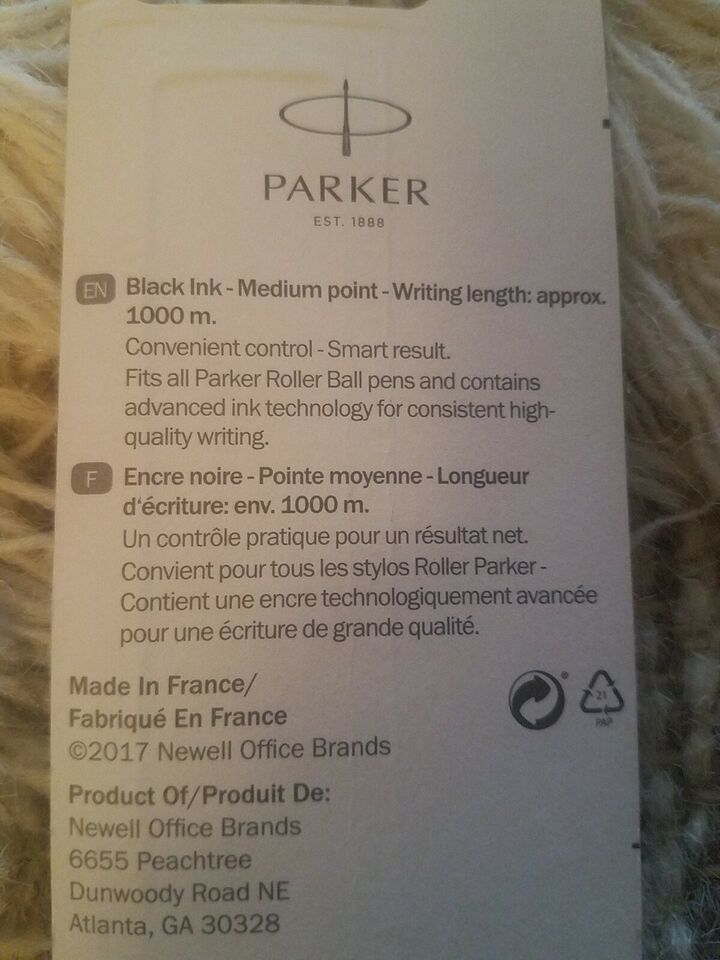 PARKER
EST. 1888
EN Black Ink - Medium point - Writing length: approx.
1000 m.
Convenient control - Smart result.
Fits all Parker Roller Ball pens and contains
advanced ink technology for consistent high-
quality writing.
F Encre noire - Pointe moyenne - Longueur
d'écriture: env. 1000 m.
Un contrôle pratique pour un résultat net.
Convient pour tous les stylos Roller Parker -
Contient une encre technologiquement avancée
pour une écriture de grande qualité.
Made In France/
Fabriqué En France
©2017 Newell Office Brands
21
PAP
Product Of/Produit De:
Newell Office Brands
6655 Peachtree
Dunwoody Road NE
Atlanta, GA 30328